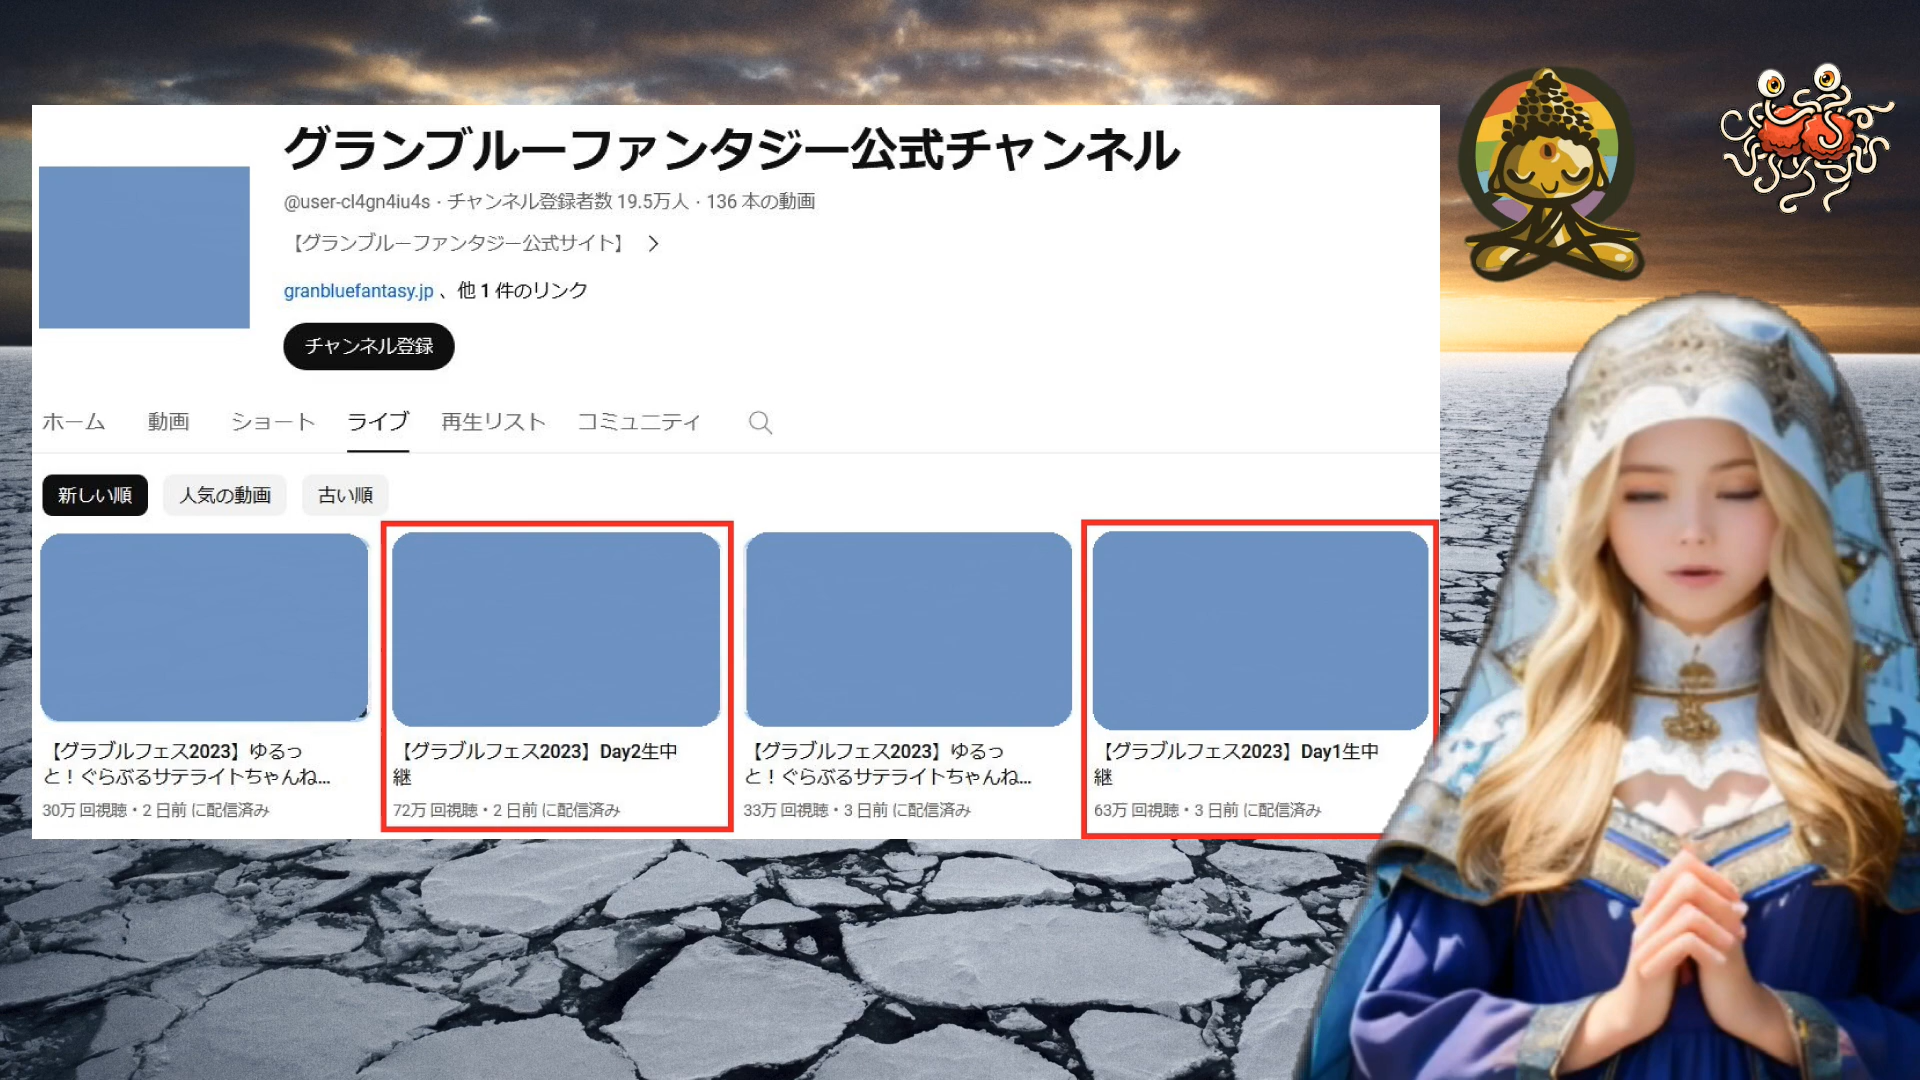 グランブルーファンタジー公式チャンネル
@user-cl4gn4iu4s · チャンネル登録者数 19.5万人 · 136 本の動画
【グランブルーファンタジー公式サイト】
granbluefantasy.jp 、他 1 件のリンク
チャンネル登録
ホーム 動画 ショート ライブ 再生リスト コミュニティ
新しい順 人気の動画 古い順
【グラブルフェス2023】ゆるっ
と！ぐらぶるサテライトちゃんね...
30万 回視聴・2 日前 に配信済み
【グラブルフェス2023】Day2生中
継
72万 回視聴・2 日前 に配信済み
【グラブルフェス2023】ゆるっ
と！ぐらぶるサテライトちゃんね...
33万 回視聴・3 日前 に配信済み
【グラブルフェス2023】Day1生中
継
63万 回視聴・3 日前 に配信済み